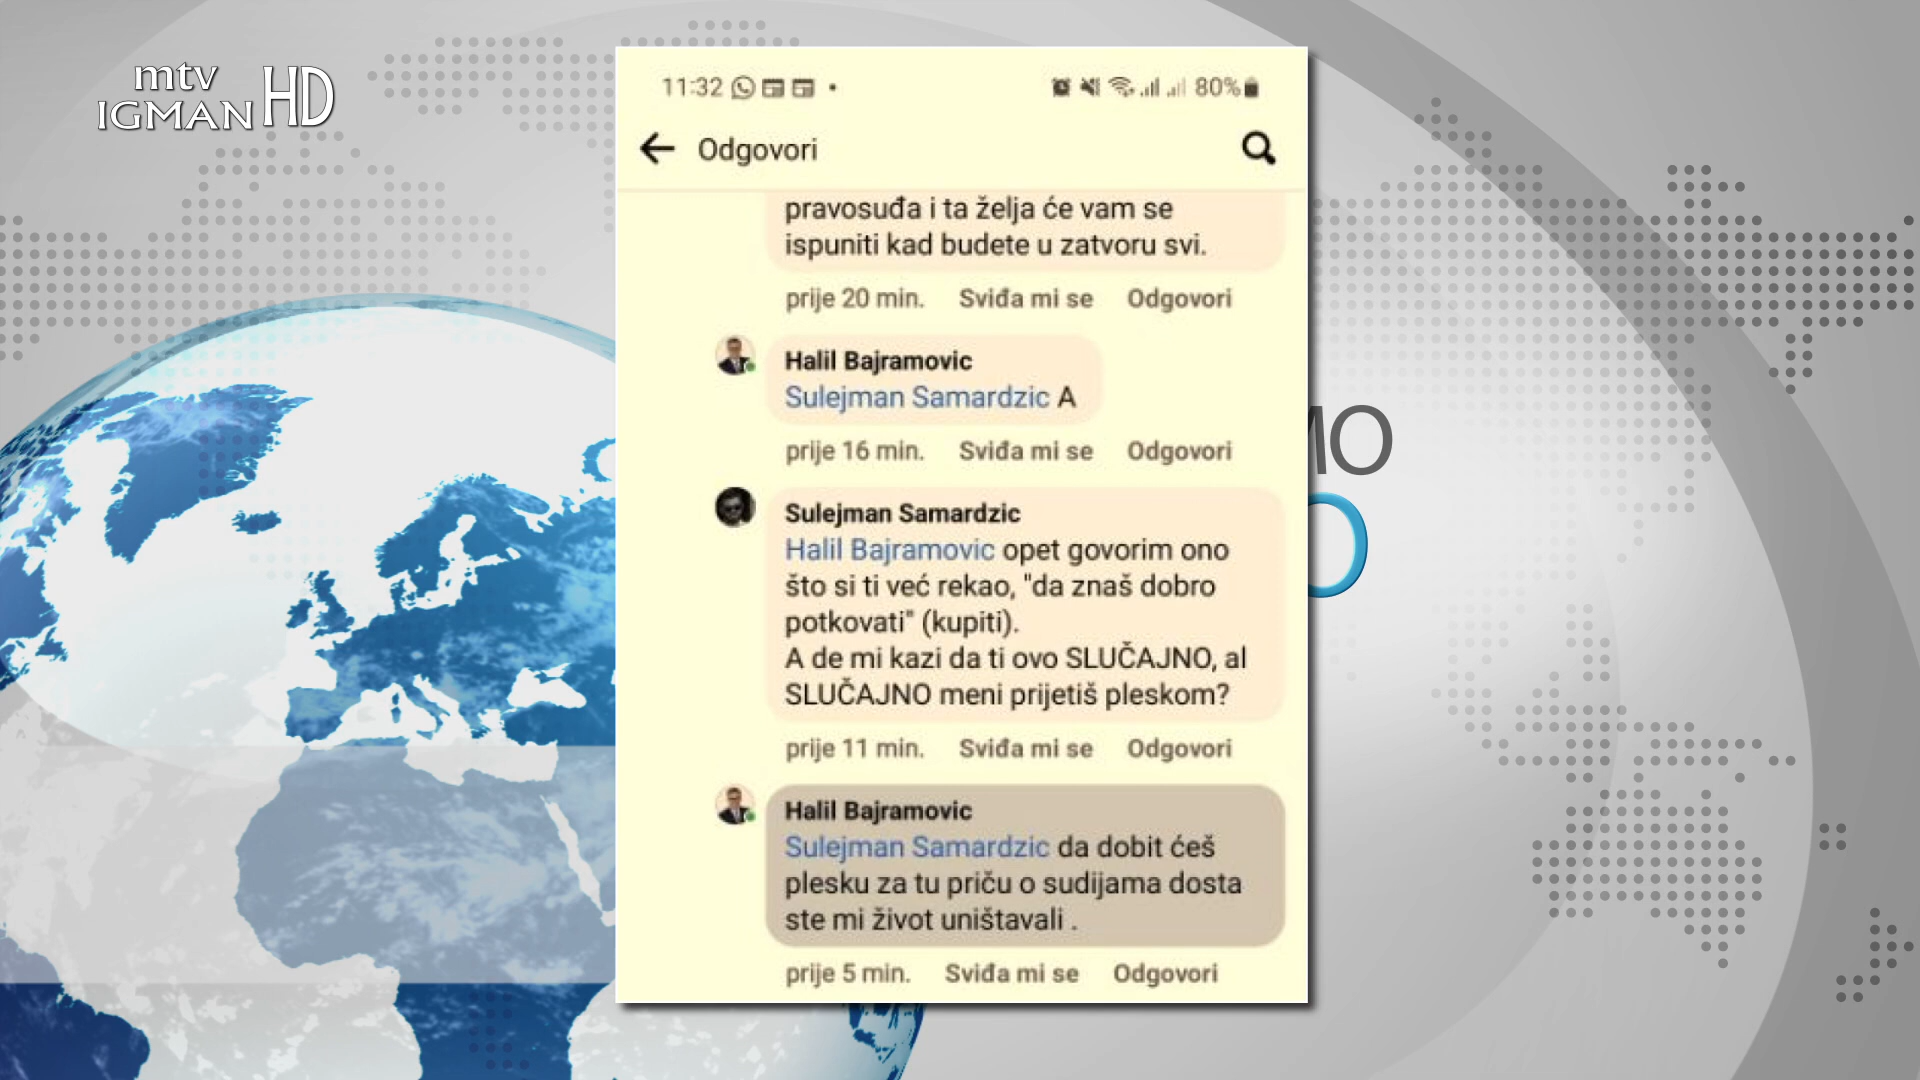 mtv
IGMAN HD
11:32
80%
Odgovori
pravosuđa i ta želja će vam se
ispuniti kad budete u zatvoru svi.
prije 20 min. Sviđa mi se Odgovori
Halil Bajramovic
Sulejman Samardzic A
prije 16 min. Sviđa mi se Odgovori
Sulejman Samardzic
Halil Bajramovic opet govorim ono
što si ti već rekao, "da znaš dobro
potkovati" (kupiti).
A de mi kazi da ti ovo SLUČAJNO, al
SLUČAJNO meni prijetiš pleskom?
prije 11 min. Sviđa mi se Odgovori
Halil Bajramovic
Sulejman Samardzic da dobit ćeš
plesku za tu priču o sudijama dosta
ste mi život uništavali .
prije 5 min. Sviđa mi se Odgovori